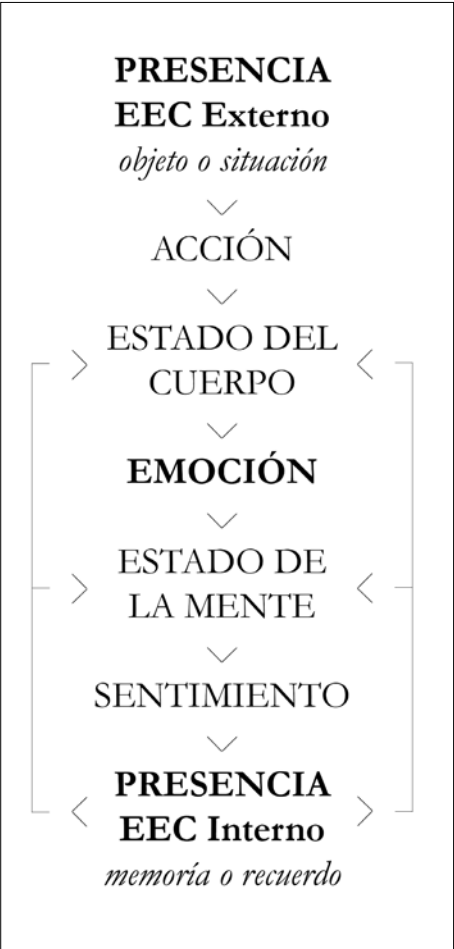 PRESENCIA
EEC Externo
objeto o situación
ACCIÓN
ESTADO DEL
CUERPO
EMOCIÓN
ESTADO DE
LA MENTE
SENTIMIENTO
PRESENCIA
EEC Interno
memoría o recuerdo